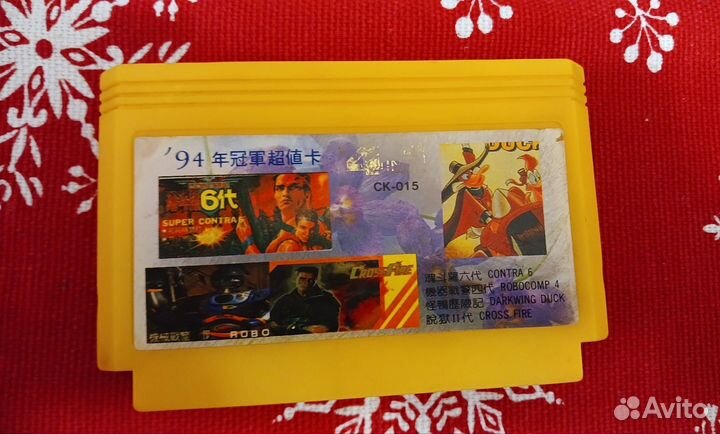 '94年冠軍超值卡
CK-015
6代
SUPER CONTRA 6
CROSSFIRE
ROBO
魂斗羅六代 CONTRA 6
機器戰警四代 ROBOCOMP 4
怪鴨歷險記 DARKWING DUCK
脫獄II代 CROSS FIRE
Avito